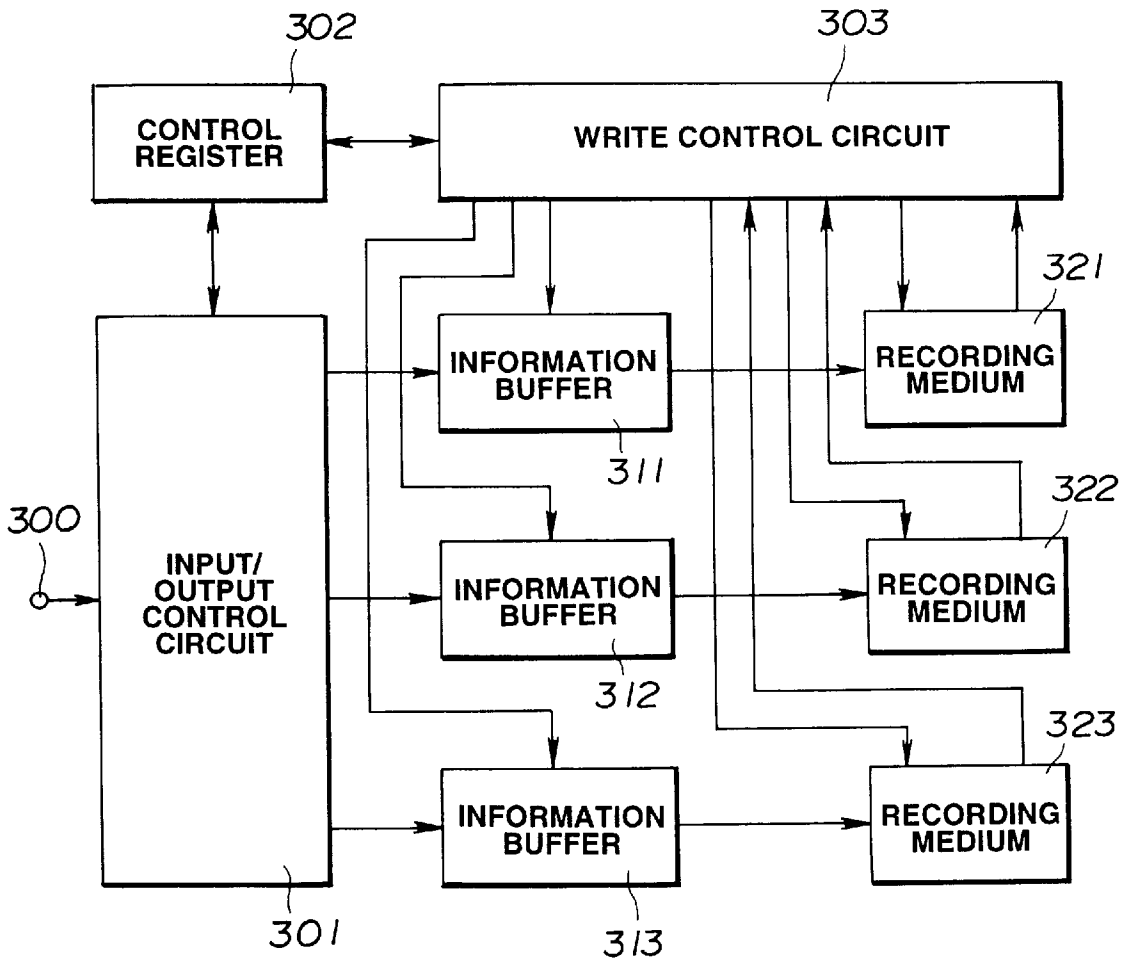 302
303
CONTROL
REGISTER
WRITE CONTROL CIRCUIT
321
INFORMATION
BUFFER
RECORDING
MEDIUM
311
322
300
INPUT/
OUTPUT
CONTROL
CIRCUIT
INFORMATION
BUFFER
RECORDING
MEDIUM
312
323
INFORMATION
BUFFER
RECORDING
MEDIUM
301
313